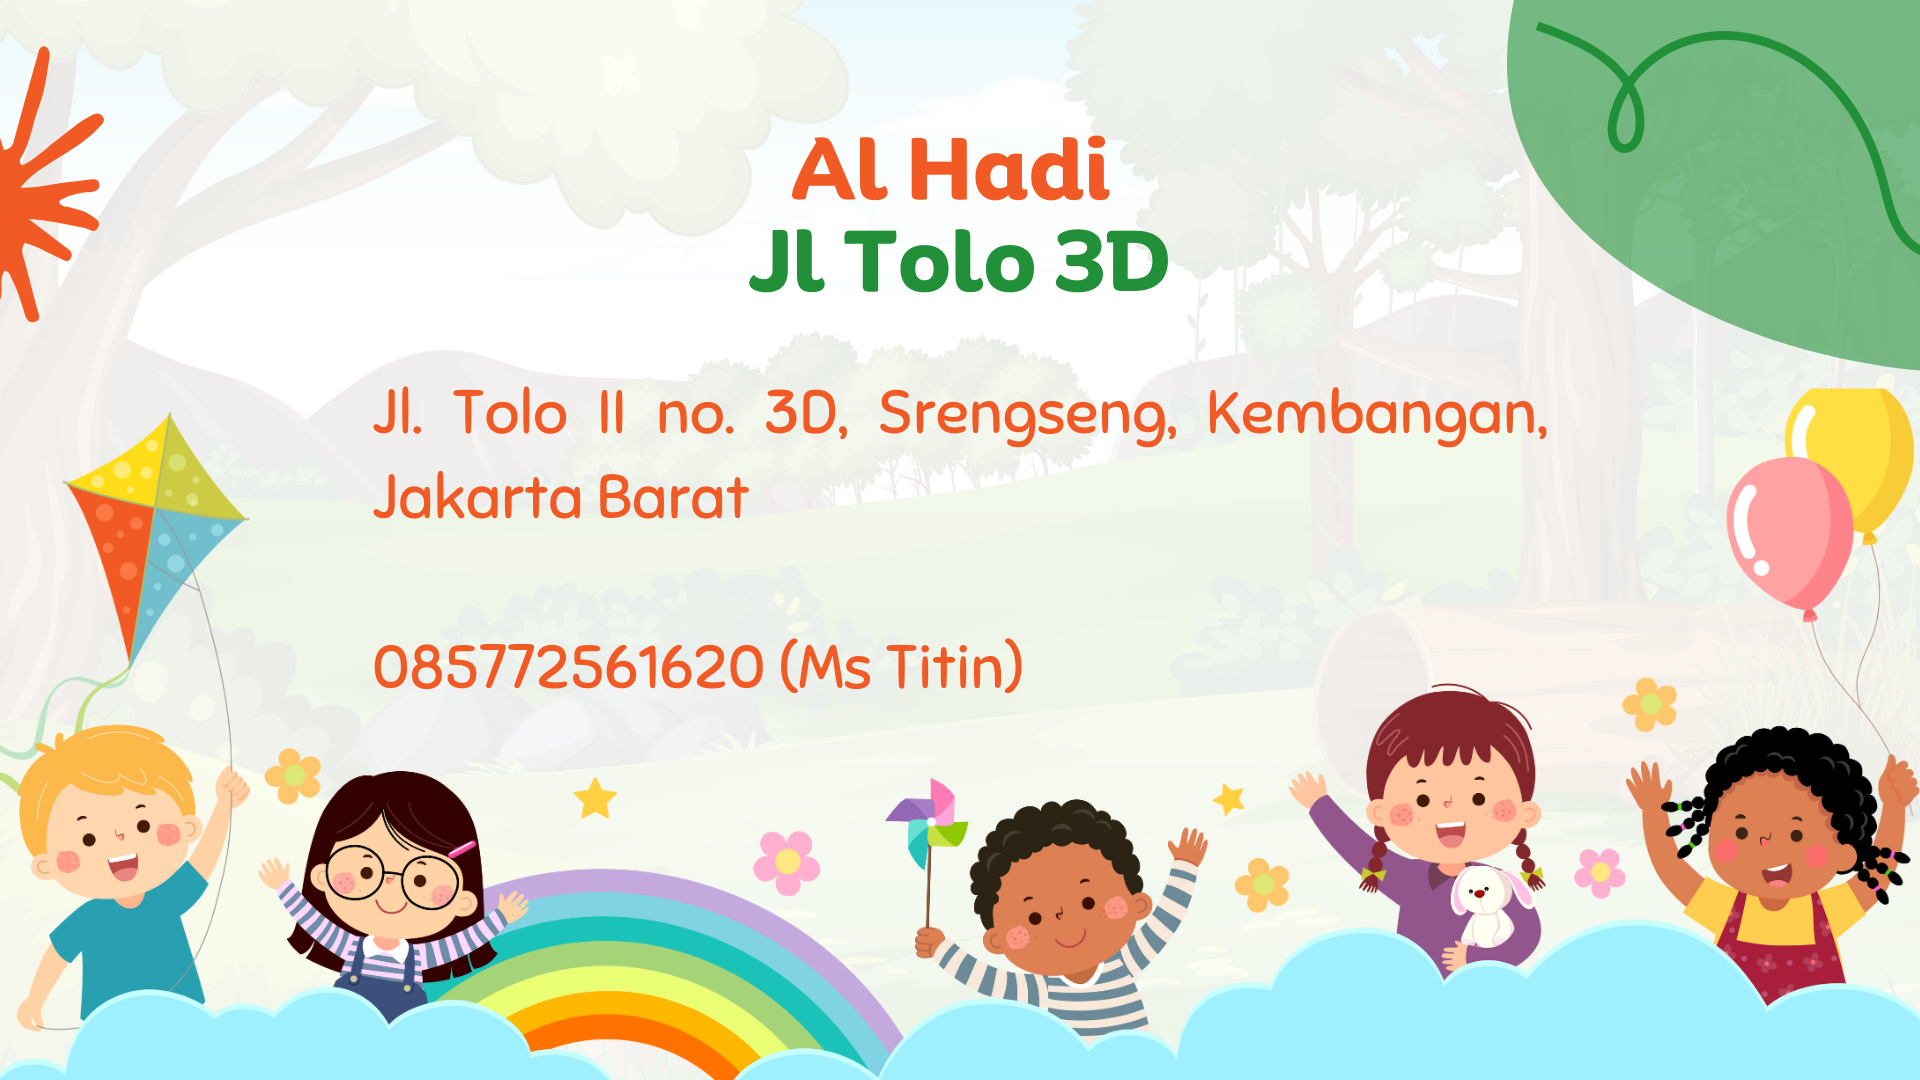 Al Hadi
Jl Tolo 3D
Jl. Tolo II no. 3D, Srengseng, Kembangan,
Jakarta Barat
085772561620 (Ms Titin)